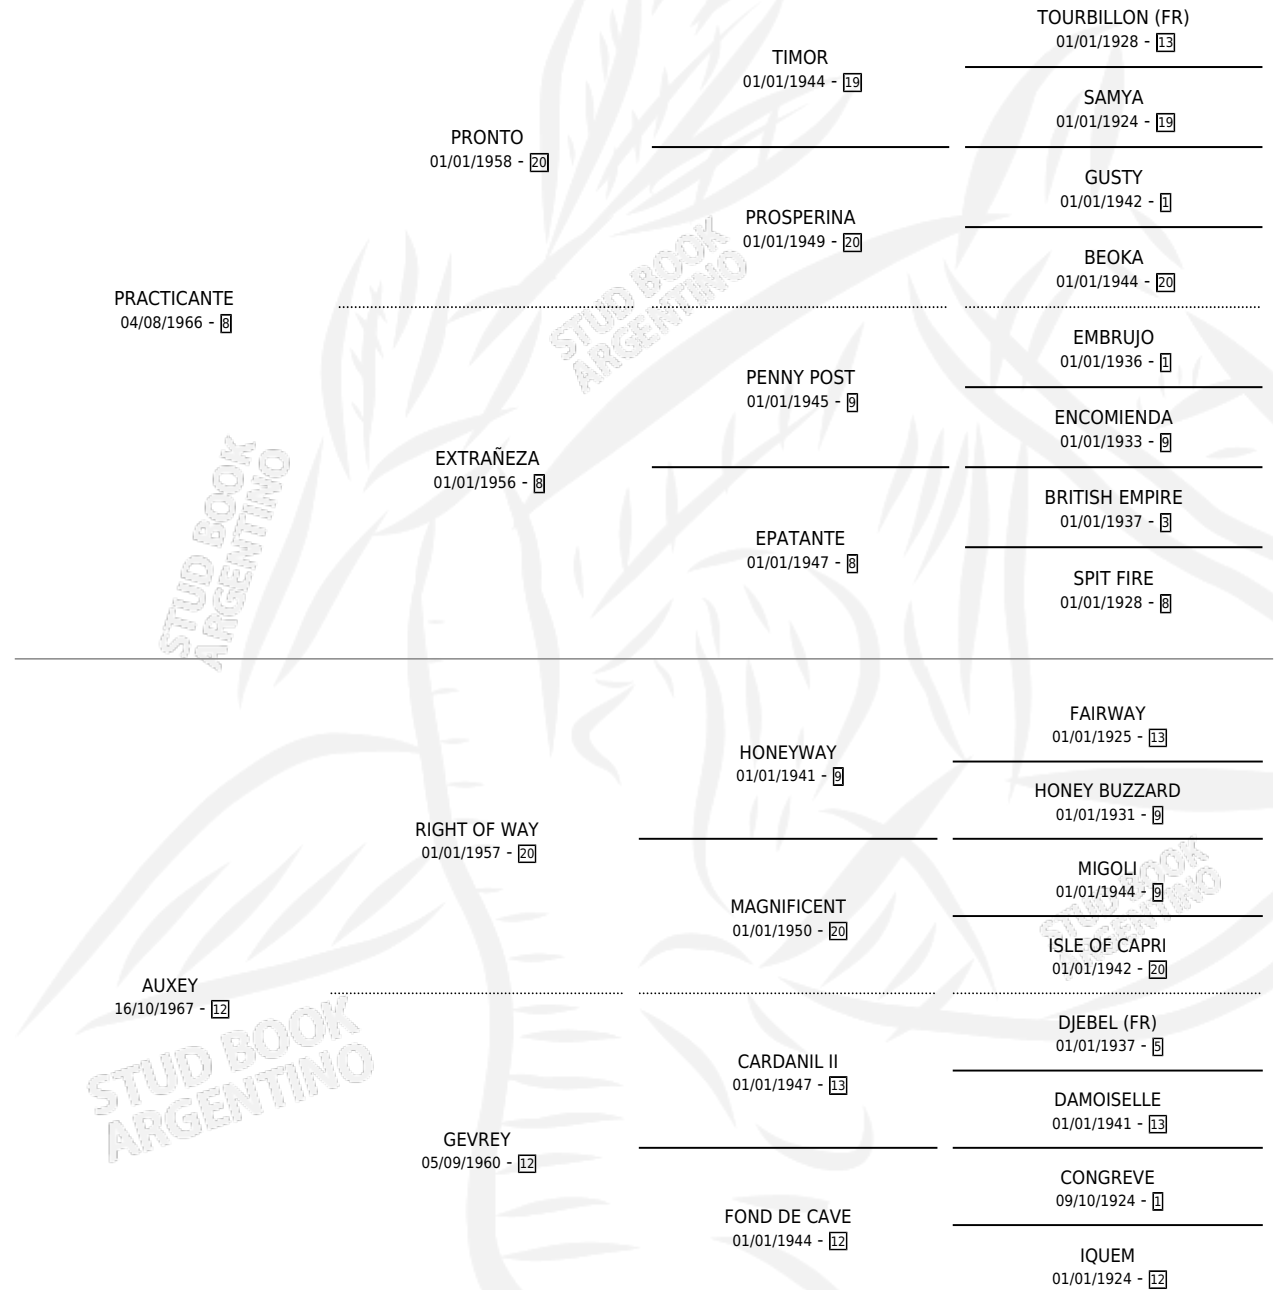 TOURBILLON (FR)
01/01/1928 - 13
TIMOR
01/01/1944 - 19
SAMYA
01/01/1924 - 19
PRONTO
01/01/1958 - 20
GUSTY
01/01/1942 - 1
PROSPERINA
01/01/1949 - 20
BEOKA
01/01/1944 - 20
PRACTICANTE
04/08/1966 - 8
EMBRUJO
01/01/1936 - 1
PENNY POST
01/01/1945 - 9
ENCOMIENDA
01/01/1933 - 9
EXTRAÑEZA
01/01/1956 - 8
BRITISH EMPIRE
01/01/1937 - 3
EPATANTE
01/01/1947 - 8
SPIT FIRE
01/01/1928 - 8
STUD BOOK
ARGENTINO
STUD BOOK
ARGENTINO
FAIRWAY
01/01/1925 - 13
HONEYWAY
01/01/1941 - 9
HONEY BUZZARD
01/01/1931 - 9
RIGHT OF WAY
01/01/1957 - 20
MIGOLI
01/01/1944 - 9
MAGNIFICENT
01/01/1950 - 20
ISLE OF CAPRI
01/01/1942 - 20
AUXEY
16/10/1967 - 12
DJEBEL (FR)
01/01/1937 - 5
CARDANIL II
01/01/1947 - 13
DAMOISELLE
01/01/1941 - 13
GEVREY
05/09/1960 - 12
CONGREVE
09/10/1924 - 1
FOND DE CAVE
01/01/1944 - 12
IQUEM
01/01/1924 - 12
STUD BOOK
ARGENTINO
STUD BOOK
ARGENTINO